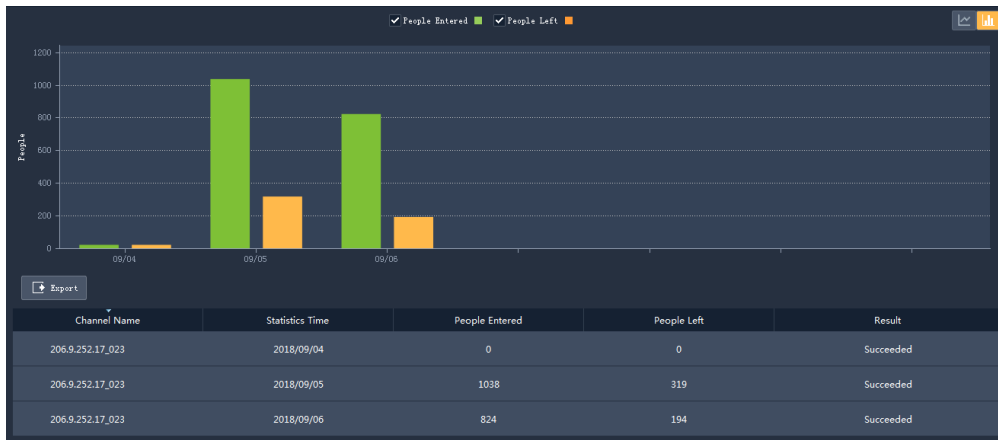 People Entered People Left
1200
1000
800
600
400
200
0
People
09/04 09/05 09/06
Export
Channel Name Statistics Time People Entered People Left Result
206.9.252.17_023 2018/09/04 0 0 Succeeded
206.9.252.17_023 2018/09/05 1038 319 Succeeded
206.9.252.17_023 2018/09/06 824 194 Succeeded